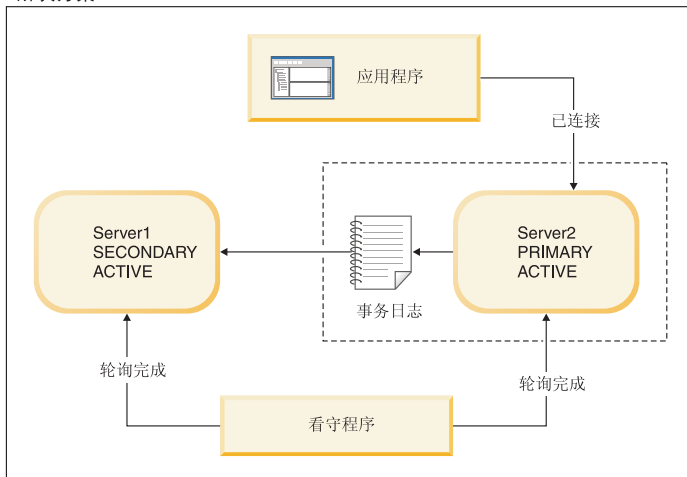 应用程序
已连接
Server1
SECONDARY
ACTIVE
Server2
PRIMARY
ACTIVE
事务日志
轮询完成
轮询完成
看守程序